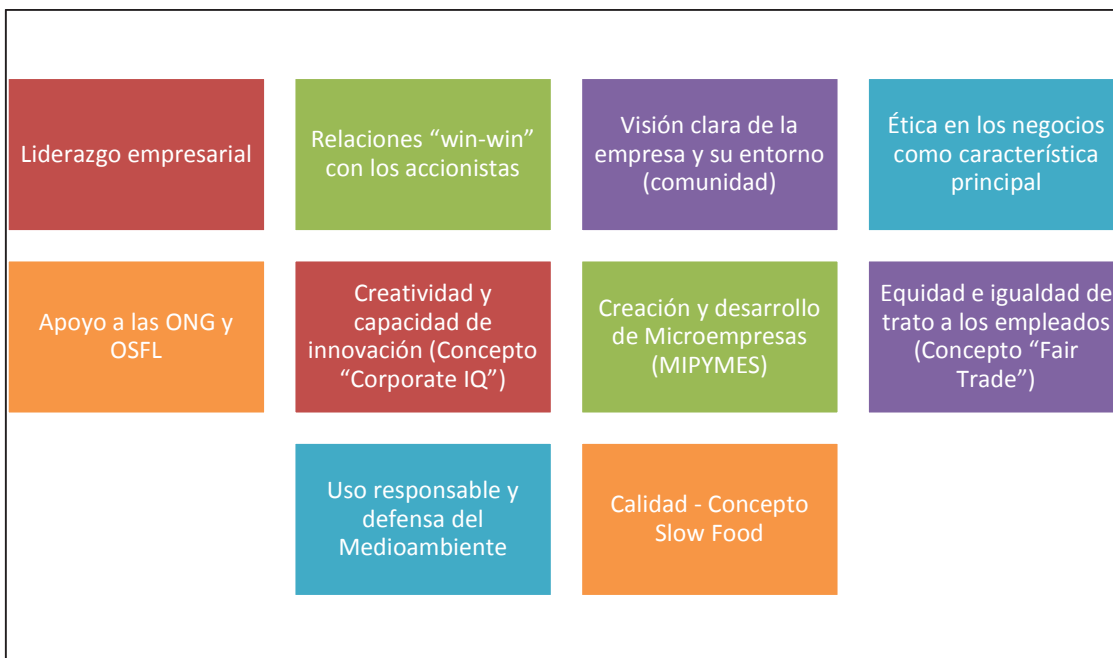 Liderazgo empresarial
Relaciones “win-win”
con los accionistas
Visión clara de la
empresa y su entorno
(comunidad)
Ética en los negocios
como característica
principal
Apoyo a las ONG y
OSFL
Creatividad y
capacidad de
innovación (Concepto
“Corporate IQ”)
Creación y desarrollo
de Microempresas
(MIPYMES)
Equidad e igualdad de
trato a los empleados
(Concepto “Fair
Trade”)
Uso responsable y
defensa del
Medioambiente
Calidad - Concepto
Slow Food